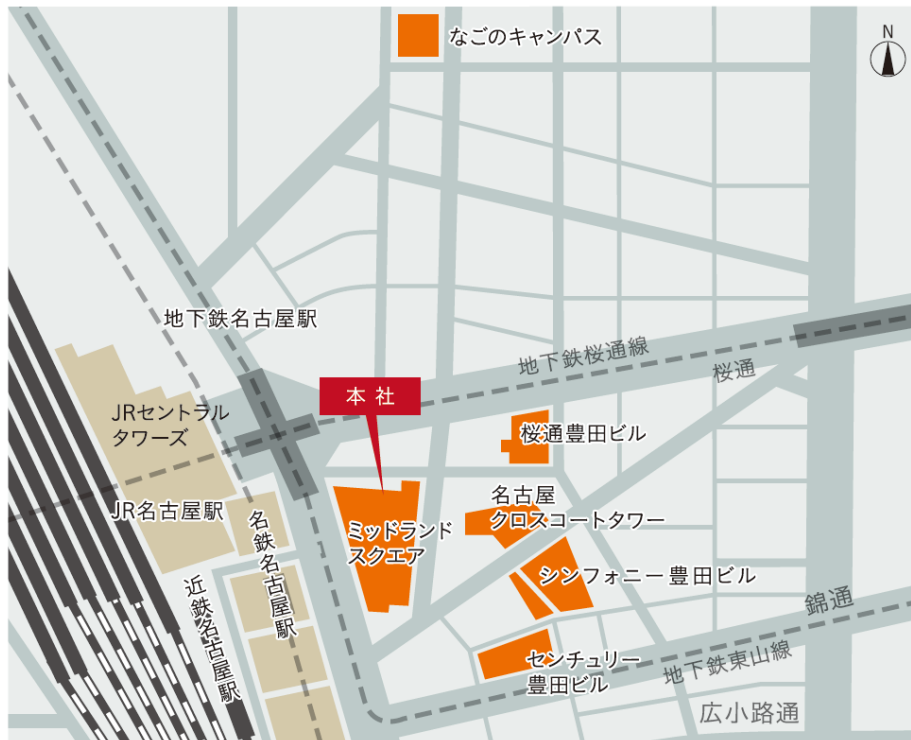 なごのキャンパス
N
地下鉄名古屋駅
地下鉄桜通線
桜通
本社
JRセントラル
タワーズ
桜通豊田ビル
JR名古屋駅
名鉄名古屋駅
近鉄名古屋駅
ミッドランド
スクエア
名古屋
クロスコートタワー
シンフォニー豊田ビル
錦通
センチュリー
豊田ビル
地下鉄東山線
広小路通